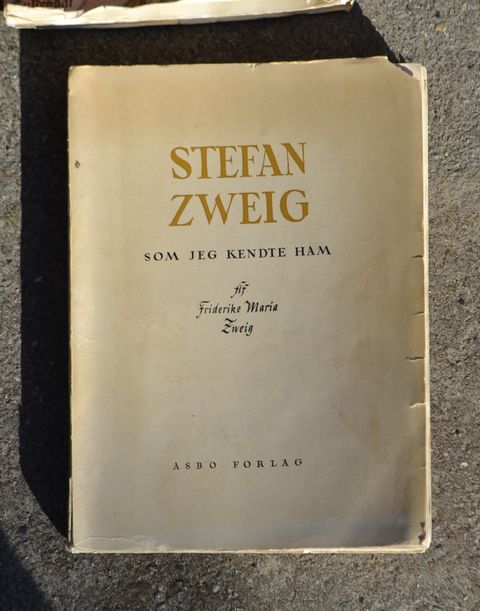 STEFAN
ZWEIG
SOM JEG KENDTE HAM
Af
Friderike Maria
Zweig
ASBO FORLAG